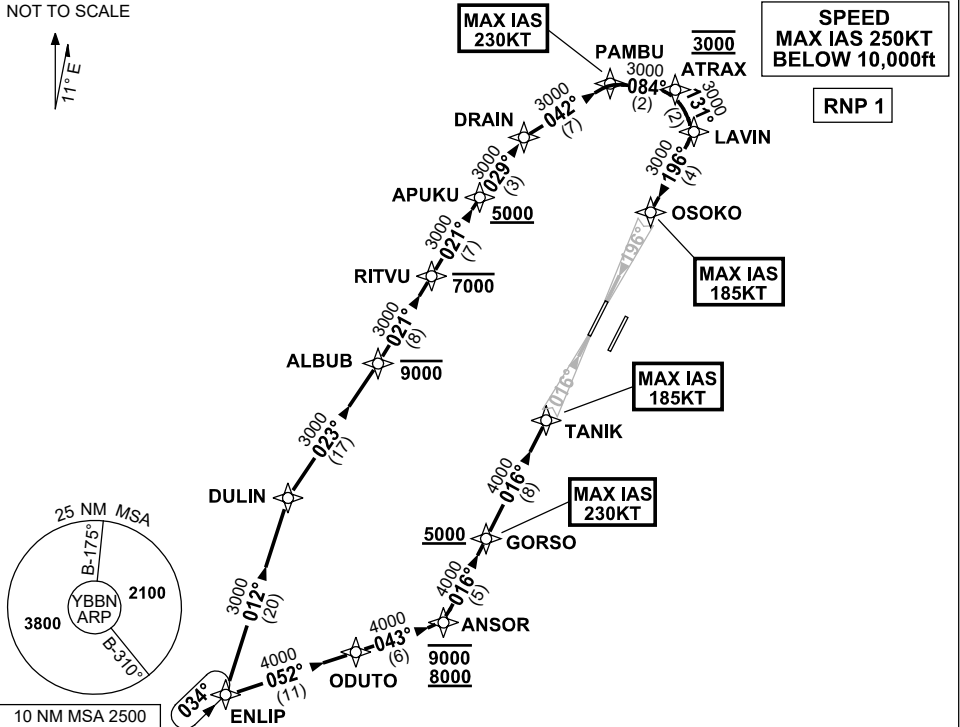 NOT TO SCALE
11° E
MAX IAS
230KT
SPEED
MAX IAS 250KT
BELOW 10,000ft
RNP 1
PAMBU
3000
ATRAX
3000
084°
(2)
3000
131°
(2)
LAVIN
3000
196°
(4)
OSOKO
MAX IAS
185KT
196°
DRAIN
3000
042°
(7)
3000
029°
(3)
APUKU
5000
3000
021°
(7)
RITVU
7000
3000
021°
(8)
ALBUB
9000
3000
023°
(17)
DULIN
3000
012°
(20)
016°
MAX IAS
185KT
TANIK
4000
016°
(8)
MAX IAS
230KT
5000
GORSO
4000
016°
(5)
ANSOR
9000
8000
4000
043°
(6)
ODUTO
4000
052°
(11)
ENLIP
034°
25 NM MSA
B-175°
2100
YBBN
ARP
3800
B-310°
10 NM MSA 2500